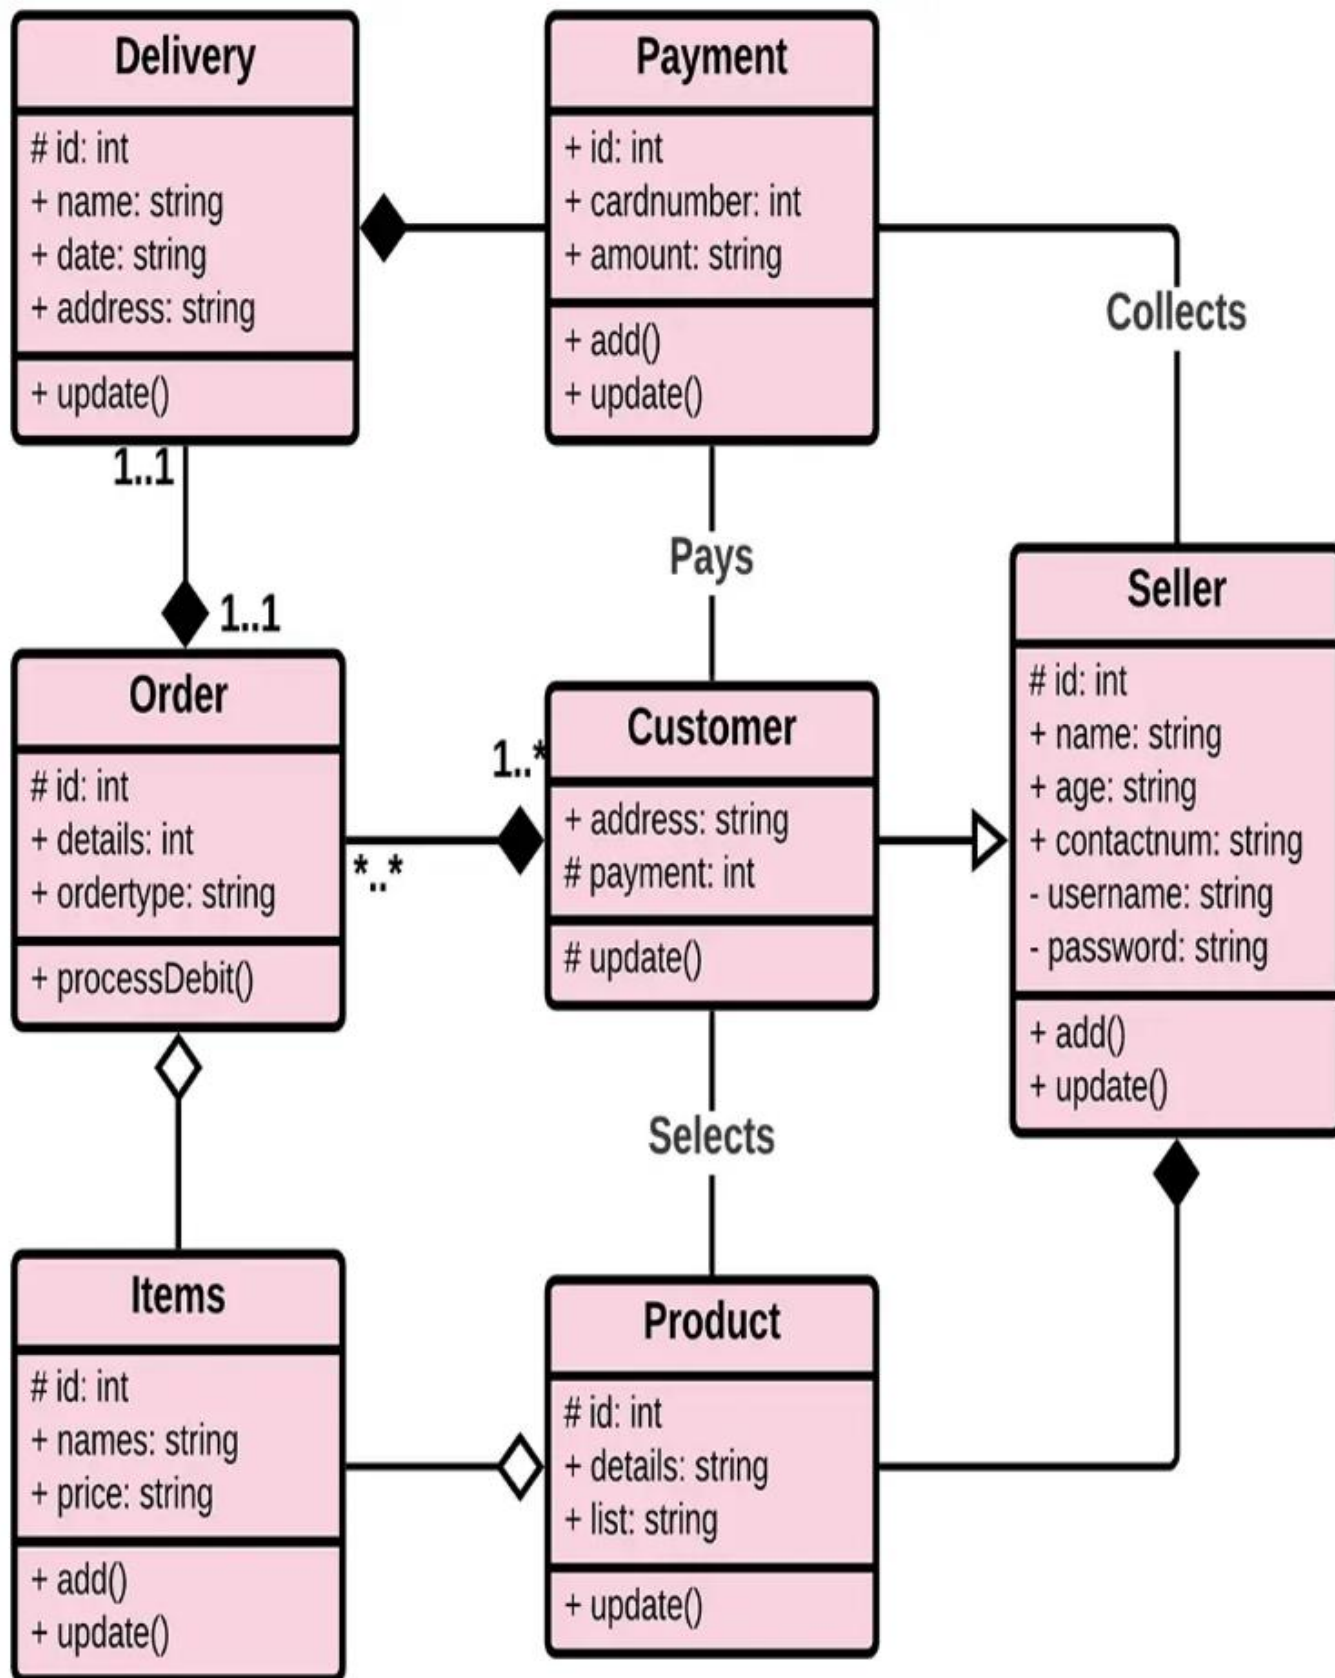 Delivery
# id: int
+ name: string
+ date: string
+ address: string
+ update()
Payment
+ id: int
+ cardnumber: int
+ amount: string
+ add()
+ update()
Collects
1..1
1..1
Pays
Order
# id: int
+ details: int
+ ordertype: string
+ processDebit()
1..*
*..*
Customer
+ address: string
# payment: int
# update()
Seller
# id: int
+ name: string
+ age: string
+ contactnum: string
- username: string
- password: string
+ add()
+ update()
Selects
Items
# id: int
+ names: string
+ price: string
+ add()
+ update()
Product
# id: int
+ details: string
+ list: string
+ update()